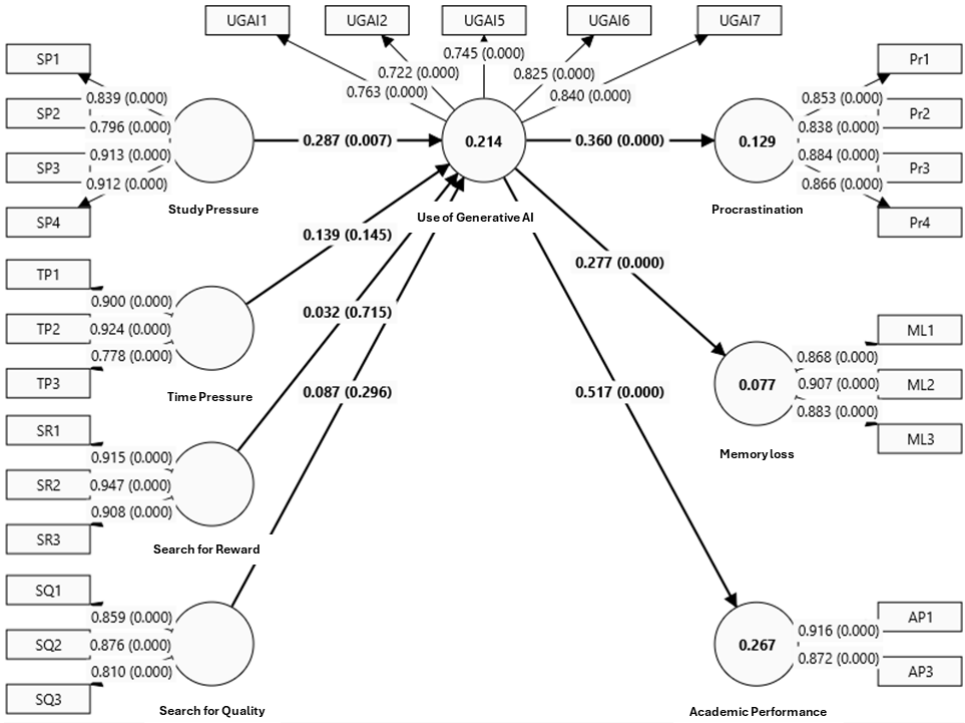 UGAI1
UGAI2
UGAI5
UGAI6
UGAI7
0.745 (0.000)
0.722 (0.000)
0.825 (0.000)
0.763 (0.000)
0.840 (0.000)
SP1
SP2
SP3
SP4
0.839 (0.000)
0.796 (0.000)
0.913 (0.000)
0.912 (0.000)
Study Pressure
0.287 (0.007)
0.214
Use of Generative AI
0.360 (0.000)
0.129
Procrastination
0.853 (0.000)
0.838 (0.000)
0.884 (0.000)
0.866 (0.000)
Pr1
Pr2
Pr3
Pr4
TP1
TP2
TP3
0.900 (0.000)
0.924 (0.000)
0.778 (0.000)
Time Pressure
0.139 (0.145)
0.032 (0.715)
0.087 (0.296)
0.277 (0.000)
0.517 (0.000)
0.077
Memory loss
0.868 (0.000)
0.907 (0.000)
0.883 (0.000)
ML1
ML2
ML3
SR1
SR2
SR3
0.915 (0.000)
0.947 (0.000)
0.908 (0.000)
Search for Reward
SQ1
SQ2
SQ3
0.859 (0.000)
0.876 (0.000)
0.810 (0.000)
Search for Quality
0.267
Academic Performance
0.916 (0.000)
0.872 (0.000)
AP1
AP3